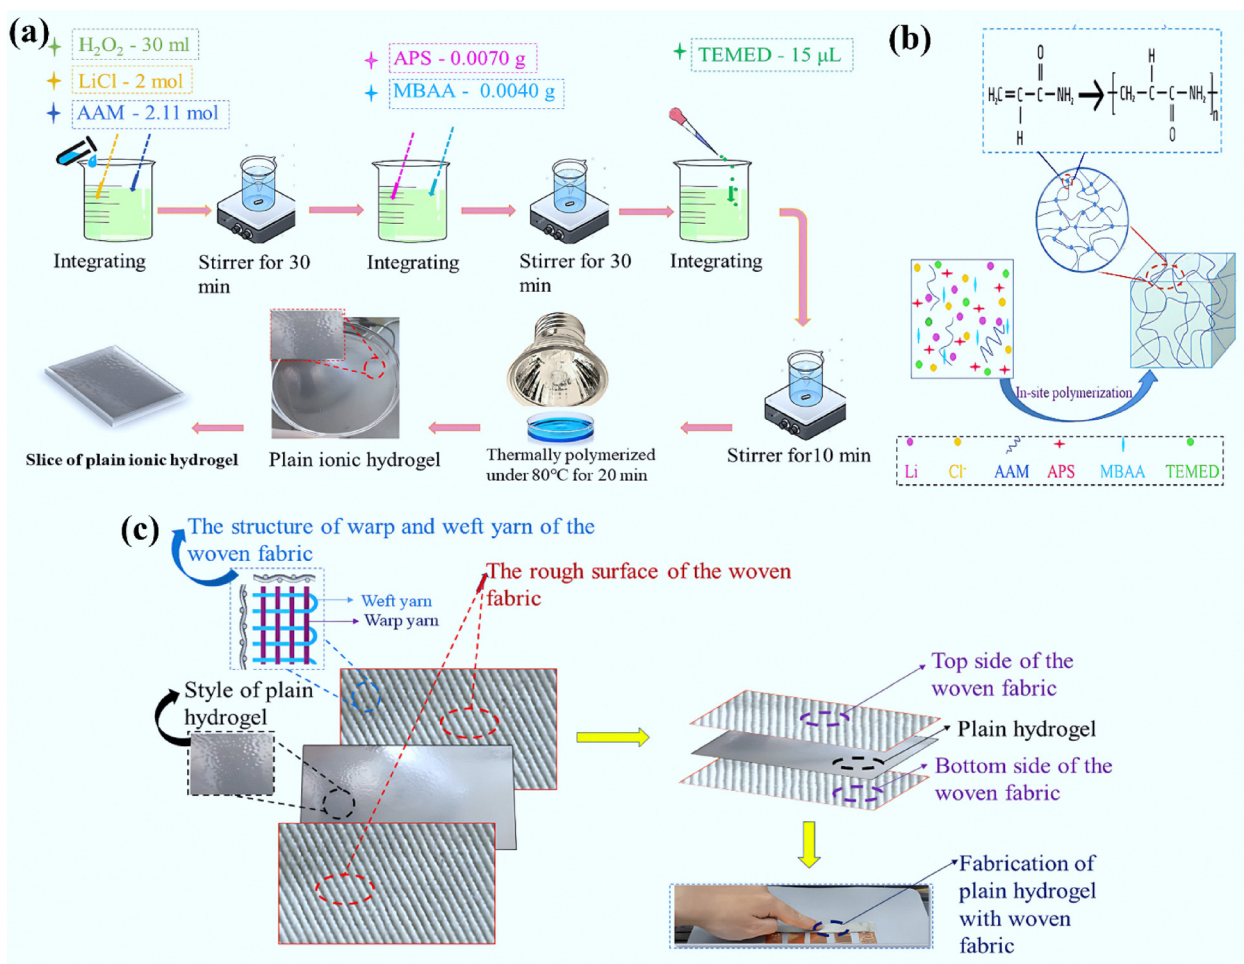 (a)
H₂O₂ - 30 ml
LiCl - 2 mol
AAM - 2.11 mol
APS - 0.0070 g
MBAA - 0.0040 g
TEMED - 15 μL
Integrating
Stirrer for 30
min
Integrating
Stirrer for 30
min
Integrating
Stirrer for10 min
Thermally polymerized
under 80°C for 20 min
Plain ionic hydrogel
Slice of plain ionic hydrogel
(b)
O
H₂C=C-C-NH₂
H
H
[CH₂-C-C-NH₂]n
O
In-site polymerization
Li
Cl⁺
AAM
APS
MBAA
TEMED
(c)
The structure of warp and weft yarn of the
woven fabric
Weft yarn
Warp yarn
The rough surface of the woven
fabric
Style of plain
hydrogel
Top side of the
woven fabric
Plain hydrogel
Bottom side of the
woven fabric
Fabrication of
plain hydrogel
with woven
fabric